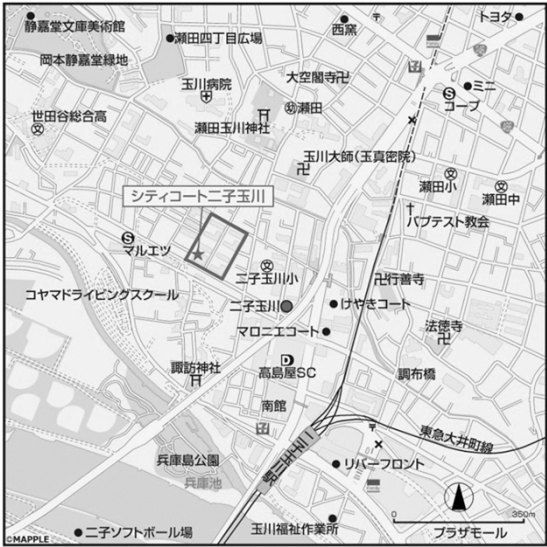 静嘉堂文庫美術館
瀬田四丁目広場
西窯
トヨタ
岡本静嘉堂緑地
玉川病院
大空閣寺
ミニ
コープ
幼瀬田
世田谷総合高
瀬田玉川神社
玉川大師(玉真密院)
瀬田小
瀬田中
シティコート二子玉川
バプテスト教会
マルエツ
二子玉川小
行善寺
コヤマドライビングスクール
二子玉川
けやきコート
マロニエコート
法徳寺
諏訪神社
高島屋SC
調布橋
南館
東急大井町線
二子玉川駅
兵庫島公園
兵庫池
リバーフロント
二子ソフトボール場
玉川福祉作業所
0 350m
プラザモール
©MAPPLE